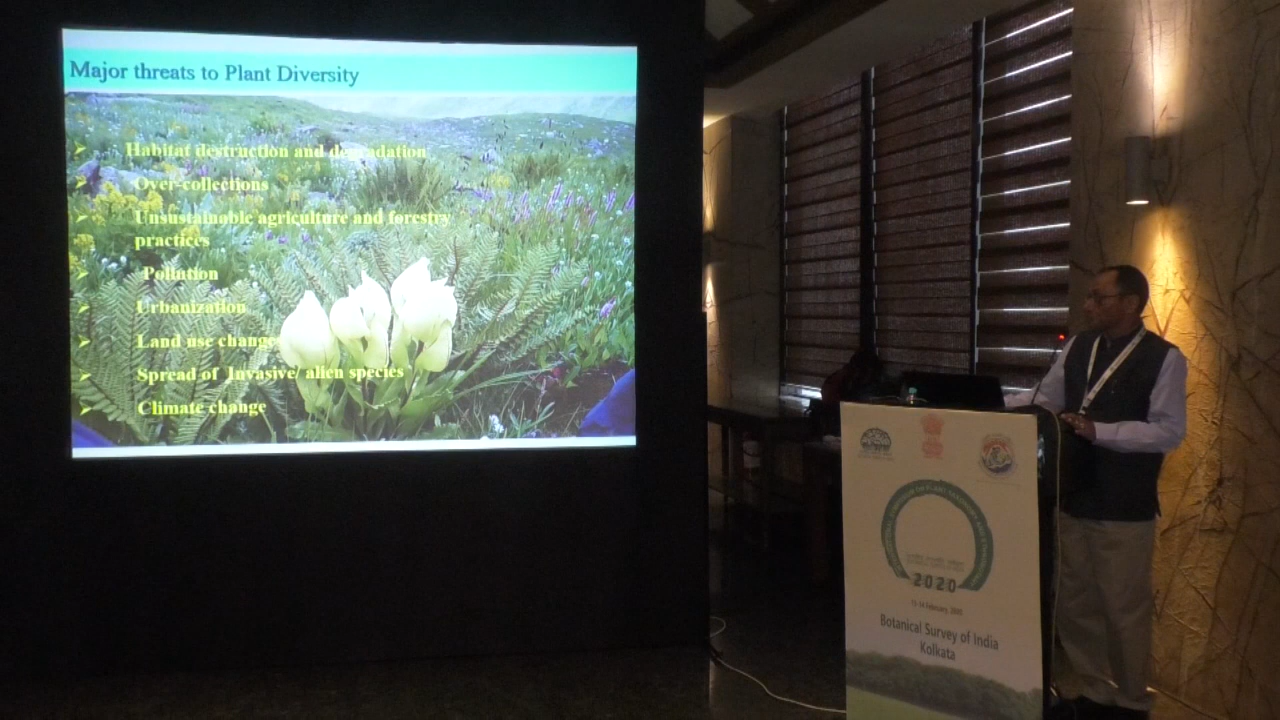 Major threats to Plant Diversity
➢ Habitat destruction and degradation
➢ Over-collections
➢ Unsustainable agriculture and forestry
practices
➢ Pollution
➢ Urbanization
➢ Land use change
➢ Spread of Invasive/ alien species
➢ Climate change
2020
Botanical Survey of India
Kolkata